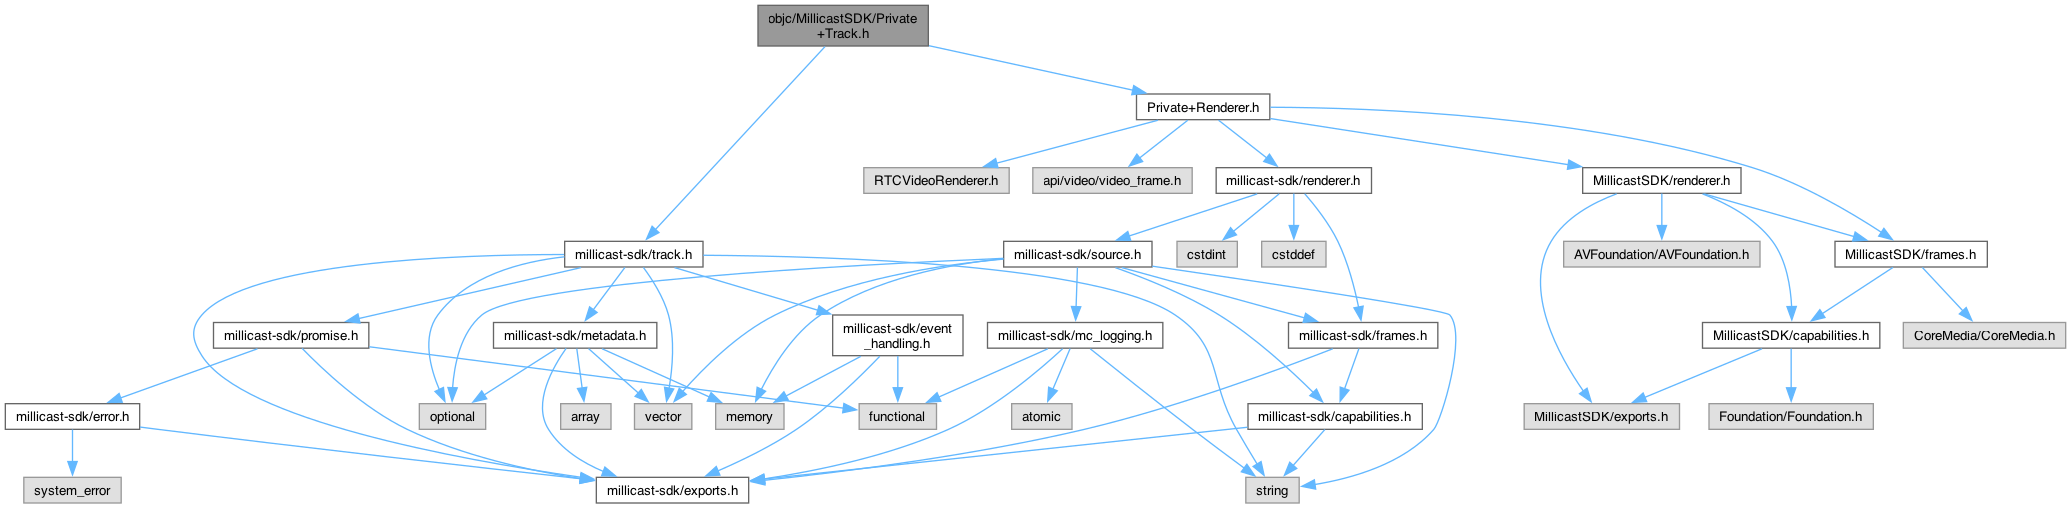 objc/MillicastSDK/Private
+Track.h
Private+Renderer.h
RTCVideoRenderer.h
api/video/video_frame.h
millicast-sdk/renderer.h
MillicastSDK/renderer.h
millicast-sdk/track.h
millicast-sdk/source.h
cstdint
cstddef
AVFoundation/AVFoundation.h
MillicastSDK/frames.h
millicast-sdk/promise.h
millicast-sdk/metadata.h
millicast-sdk/event
_handling.h
millicast-sdk/mc_logging.h
millicast-sdk/frames.h
MillicastSDK/capabilities.h
CoreMedia/CoreMedia.h
millicast-sdk/error.h
optional
array
vector
memory
functional
atomic
millicast-sdk/capabilities.h
MillicastSDK/exports.h
Foundation/Foundation.h
system_error
millicast-sdk/exports.h
string